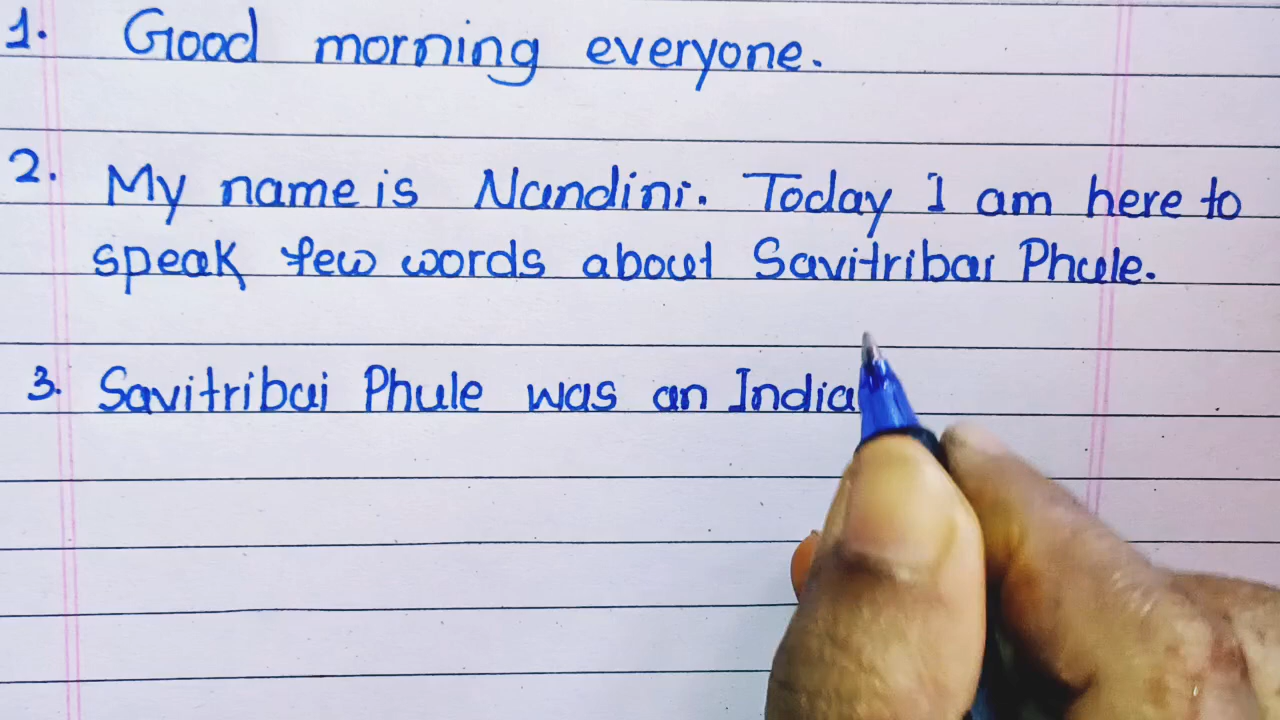 1. Good morning everyone.
2. My name is Nandini. Today I am here to
speak few words about Savitribai Phule.
3. Savitribai Phule was an India